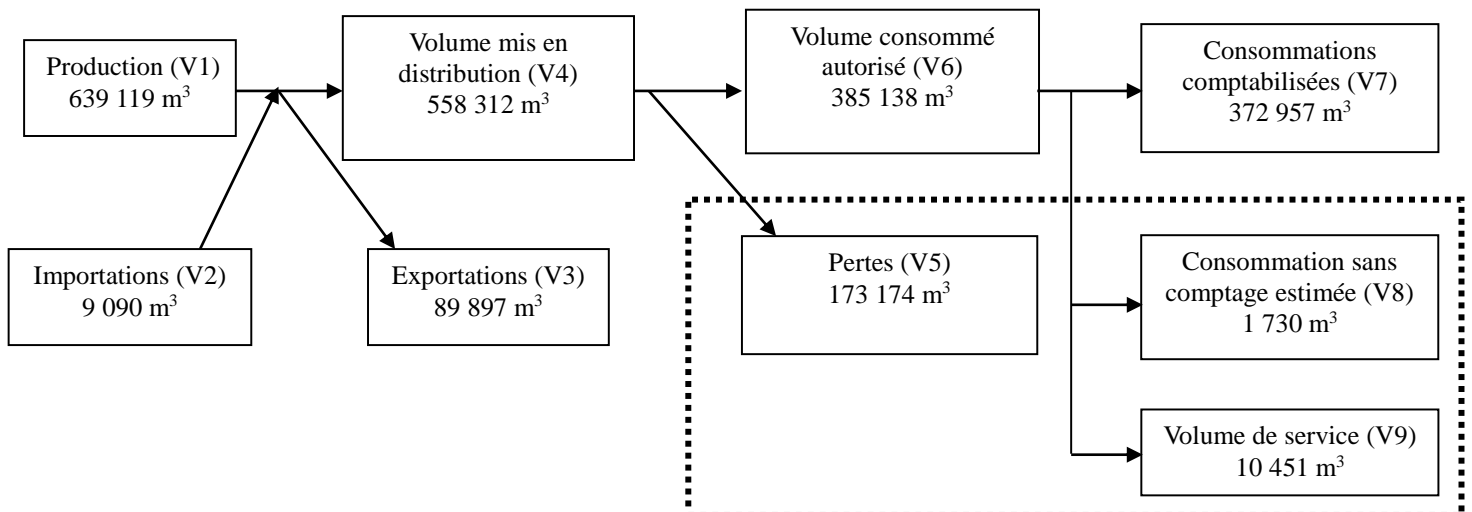 Production (V1)
639 119 m³
Volume mis en
distribution (V4)
558 312 m³
Volume consommé
autorisé (V6)
385 138 m³
Consommations
comptabilisées (V7)
372 957 m³
Importations (V2)
9 090 m³
Exportations (V3)
89 897 m³
Pertes (V5)
173 174 m³
Consommation sans
comptage estimée (V8)
1 730 m³
Volume de service (V9)
10 451 m³